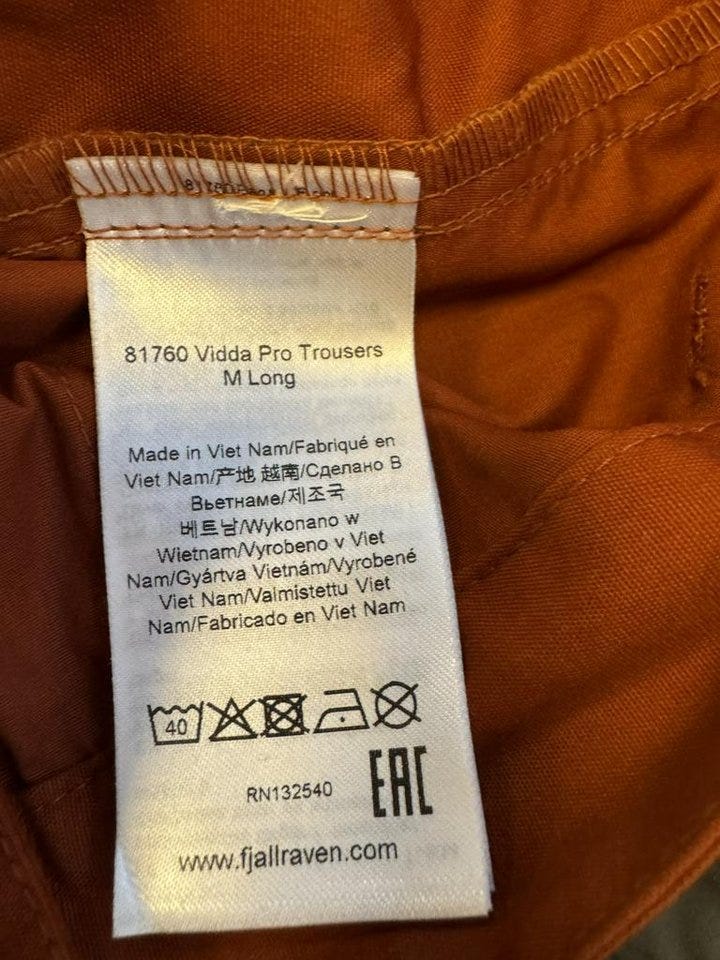 81760 Vidda Pro Trousers
M Long
Made in Viet Nam/Fabriqué en
Viet Nam/产地 越南/Сделано В
Вьетнаме/제조국
베트남/Wykonano w
Wietnam/Vyrobeno v Viet
Nam/Gyártva Vietnám/Vyrobené
Viet Nam/Valmistettu Viet
Nam/Fabricado en Viet Nam
40
RN132540
EAC
www.fjallraven.com